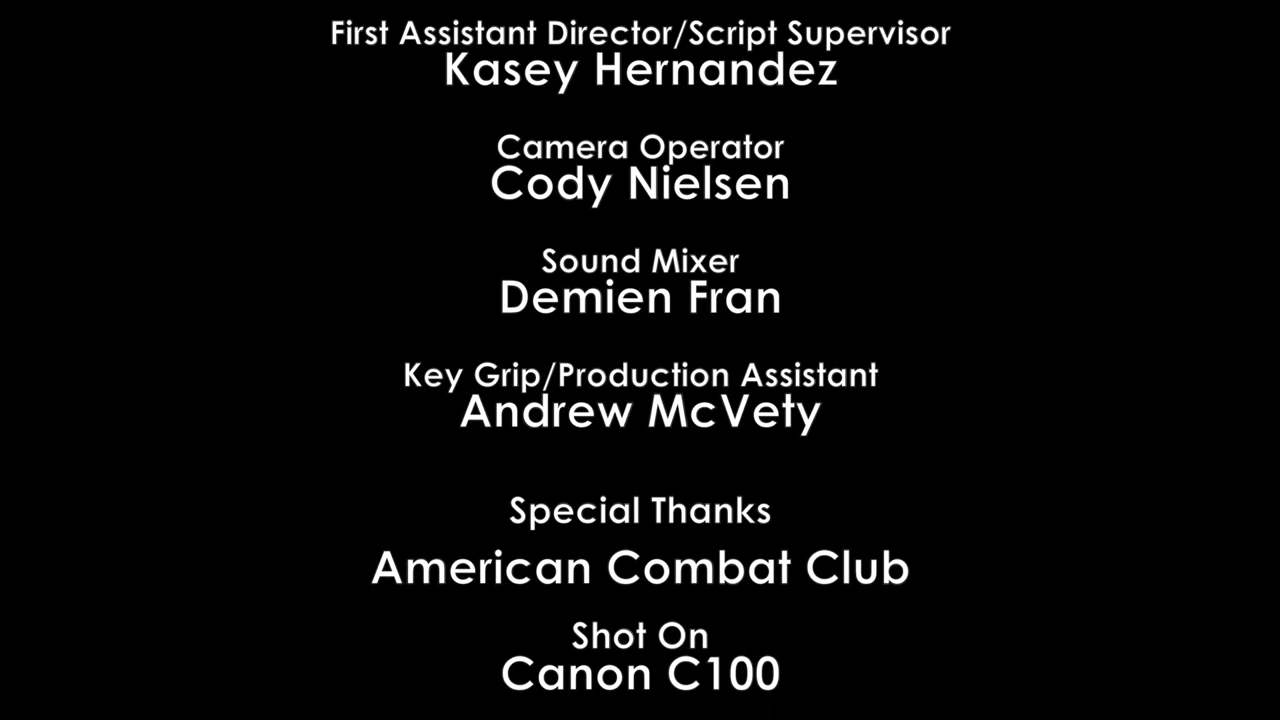 First Assistant Director/Script Supervisor
Kasey Hernandez
Camera Operator
Cody Nielsen
Sound Mixer
Demien Fran
Key Grip/Production Assistant
Andrew McVety
Special Thanks
American Combat Club
Shot On
Canon C100